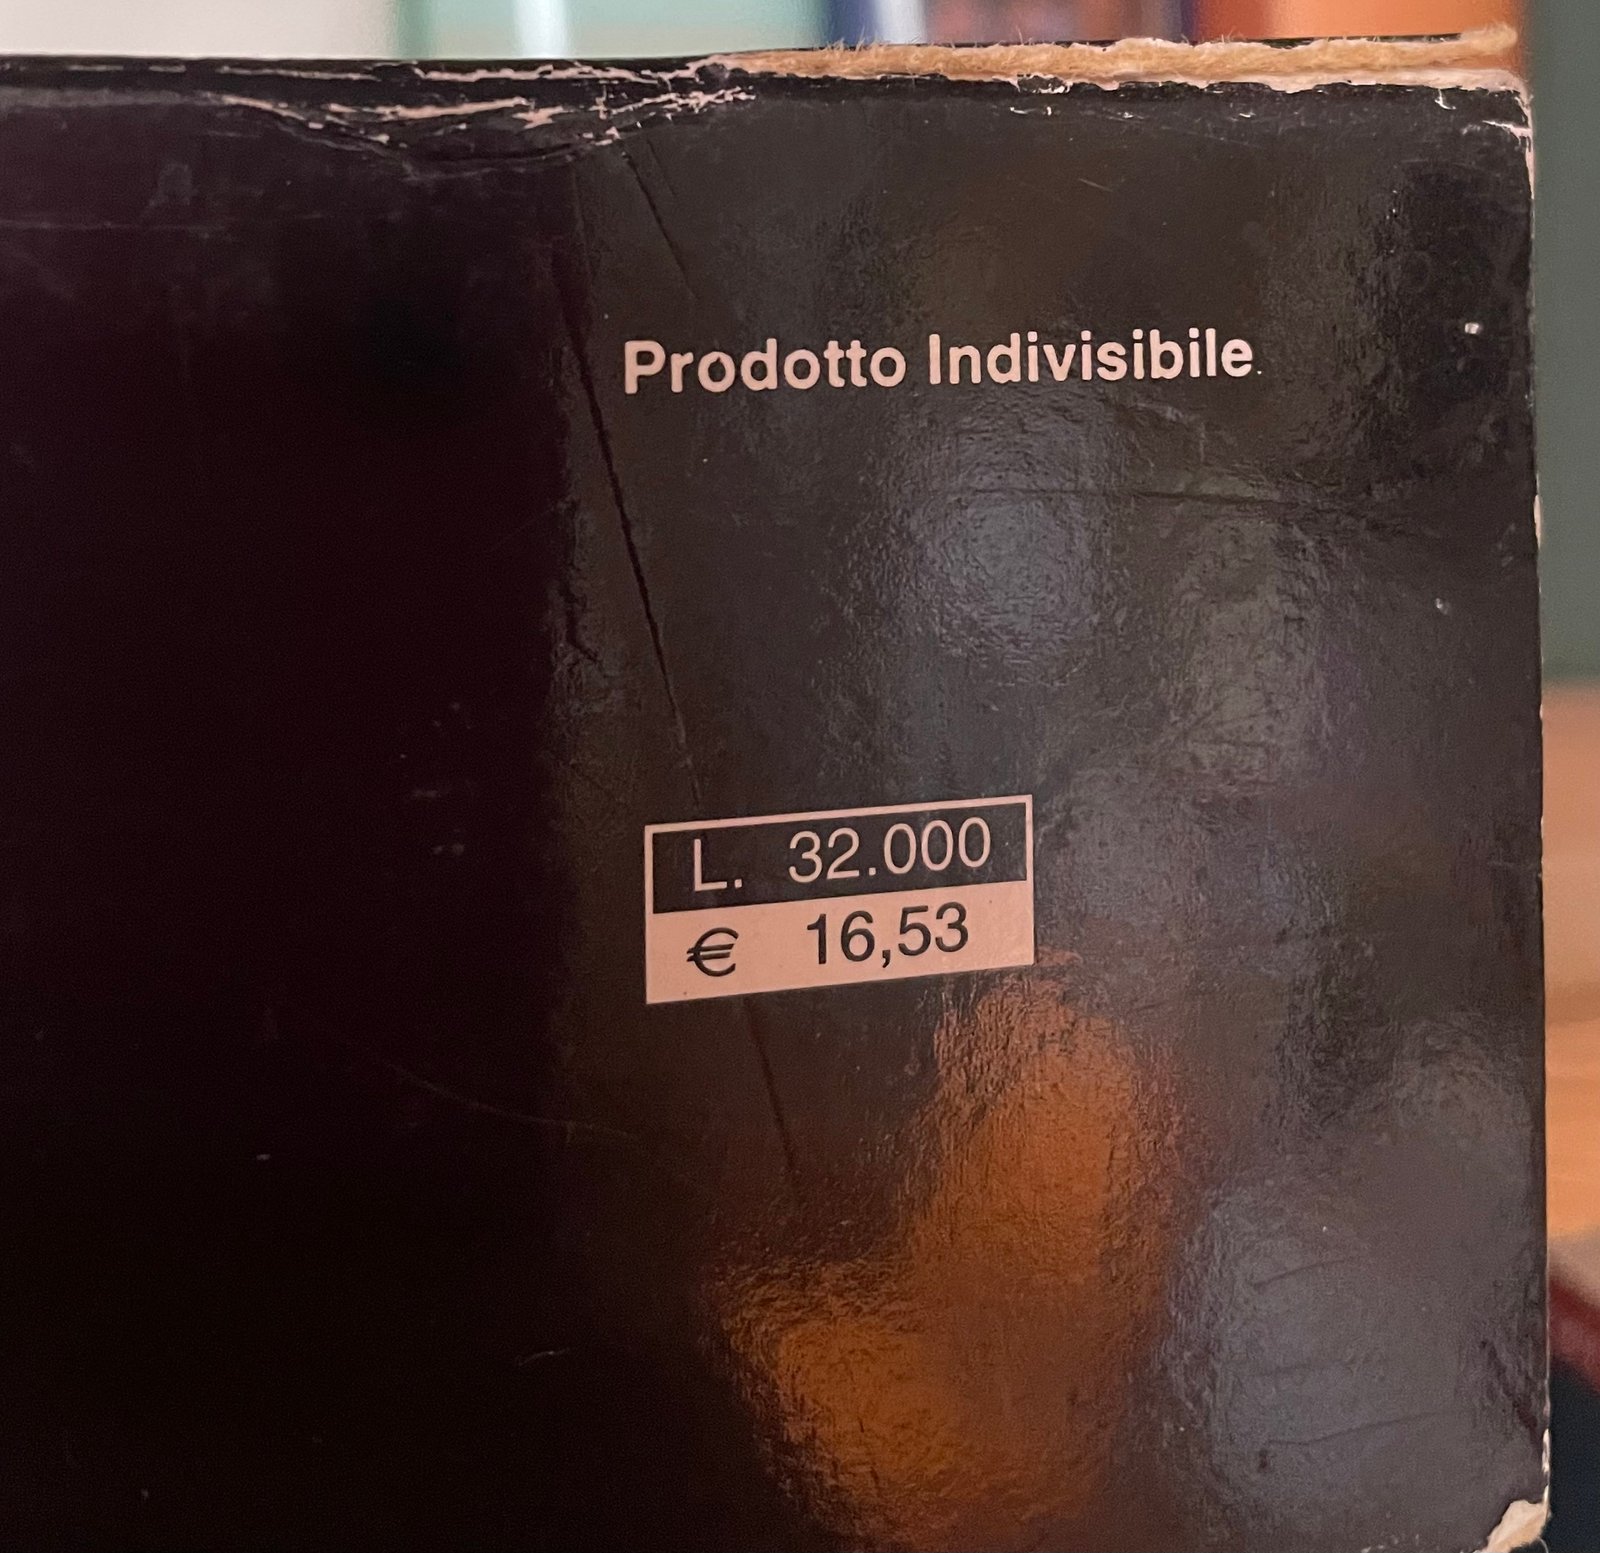 Prodotto Indivisibile.
L. 32.000
€ 16,53